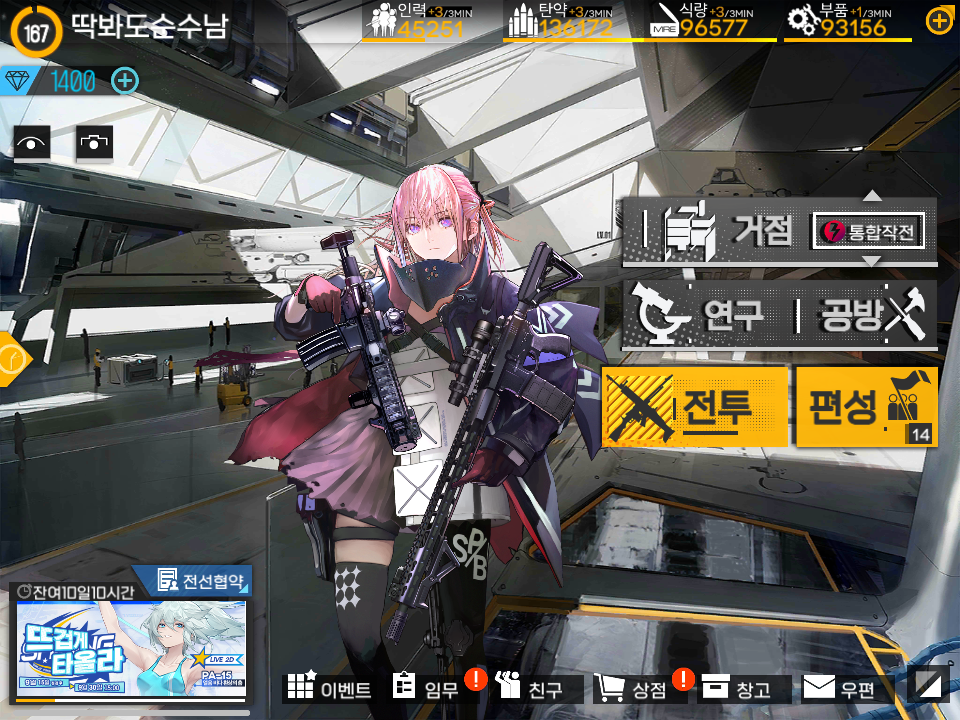 167 딱봐도순수남
인력 +3/3MIN 45251
탄약 +3/3MIN 136172
식량 +3/3MIN MRE 96577
부품 +1/3MIN 93156
1400
LV.01
거점 통합작전
연구 공방
전투 편성 14
SPB
전선협약
잔여10일10시간
뜨겁게
타올라
LIVE 2D
PA-15
이벤트 임무 친구 상점 창고 우편